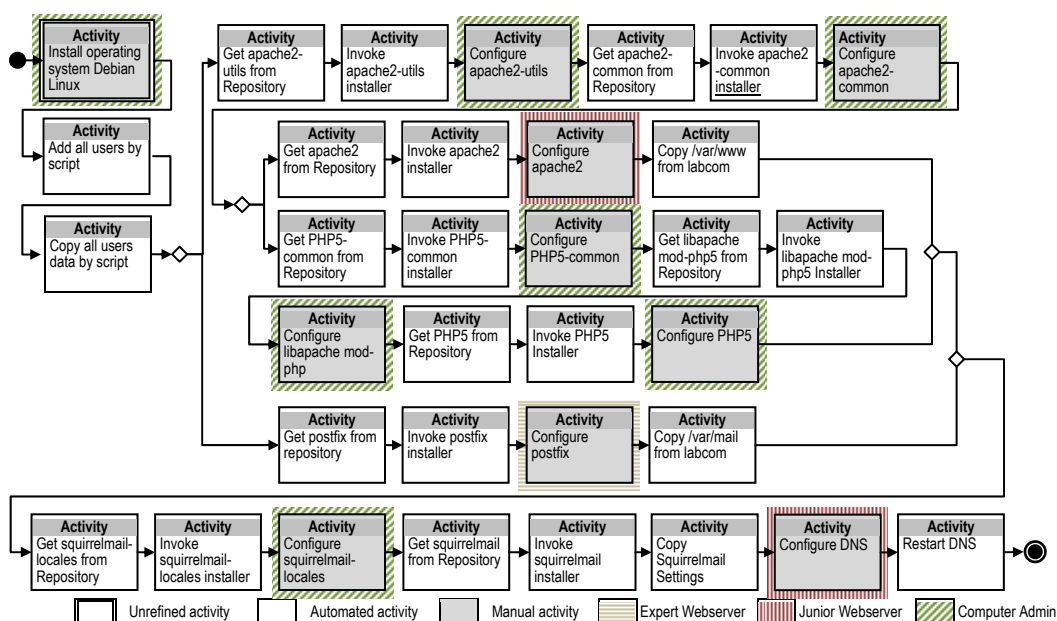 Activity
Install operating
system Debian
Linux
Activity
Add all users by
script
Activity
Copy all users
data by script
Activity
Get apache2-
utils from
Repository
Activity
Invoke
apache2-utils
installer
Activity
Configure
apache2-utils
Activity
Get apache2-
common from
Repository
Activity
Invoke apache2
-common
installer
Activity
Configure
apache2-
common
Activity
Get apache2
from Repository
Activity
Invoke apache2
installer
Activity
Configure
apache2
Activity
Copy /var/www
from labcom
Activity
Get PHP5-
common from
Repository
Activity
Invoke PHP5-
common
installer
Activity
Configure
PHP5-common
Activity
Get libapache
mod-php5 from
Repository
Activity
Invoke
libapache mod-
php5 Installer
Activity
Configure
libapache mod-
php
Activity
Get PHP5 from
Repository
Activity
Invoke PHP5
Installer
Activity
Configure PHP5
Activity
Get postfix from
repository
Activity
Invoke postfix
installer
Activity
Configure
postfix
Activity
Copy /var/mail
from labcom
Activity
Get squirrelmail-
locales from
Repository
Activity
Invoke
squirrelmail-
locales installer
Activity
Configure
squirrelmail-
locales
Activity
Get squirrelmail
from Repository
Activity
Invoke
squirrelmail
installer
Activity
Copy
Squirrelmail
Settings
Activity
Configure DNS
Activity
Restart DNS
Unrefined activity
Automated activity
Manual activity
Expert Webserver
Junior Webserver
Computer Admin